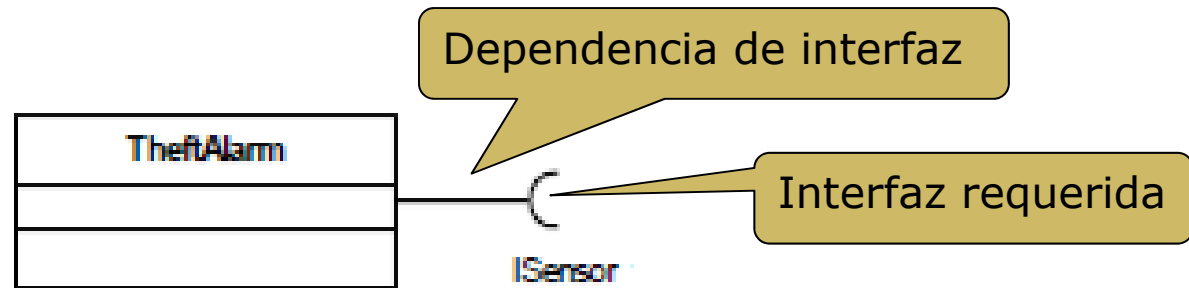 Dependencia de interfaz
TheftAlarm
Interfaz requerida
ISensor